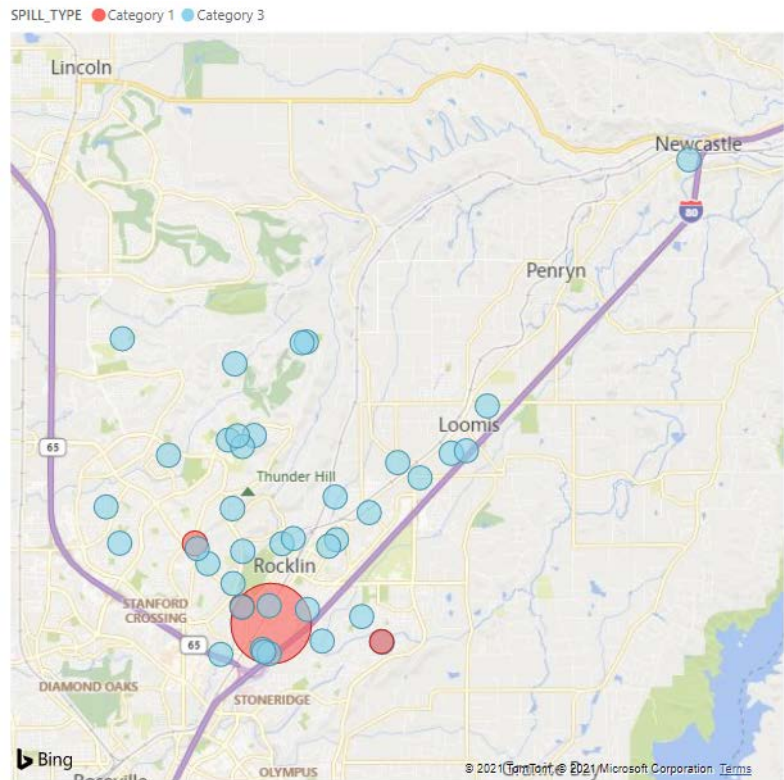 SPILL_TYPE Category 1 Category 3
Lincoln
Newcastle
80
Penryn
65
Loomis
Thunder Hill
Rocklin
STANFORD
CROSSING
65
DIAMOND OAKS
STONERIDGE
Bing
OLYMPUS
© 2021 TomTom, © 2021 Microsoft Corporation Terms